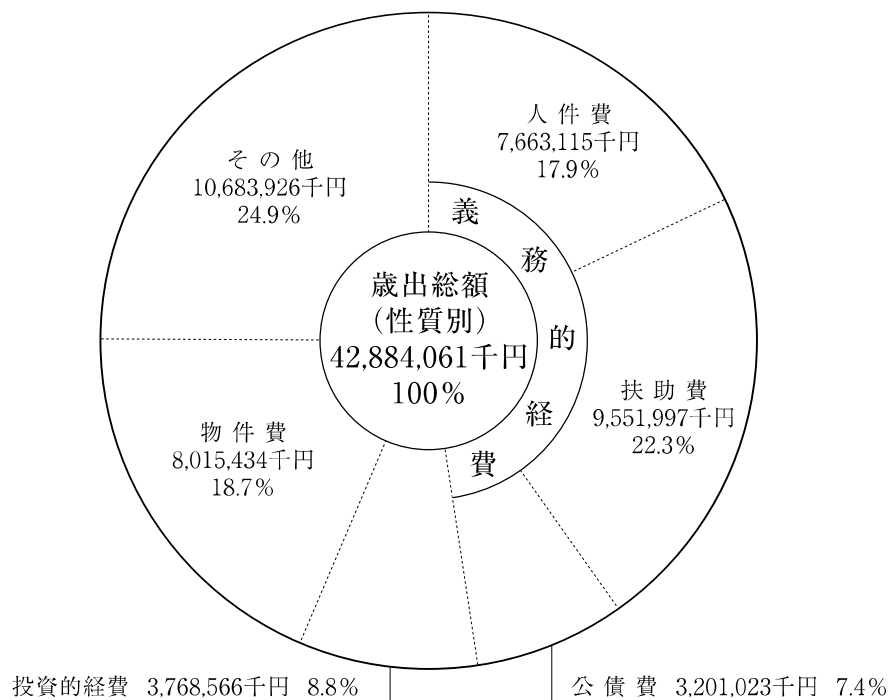 人件費
7,663,115千円
17.9%
その他
10,683,926千円
24.9%
義務的経費
歳出総額
(性質別)
42,884,061千円
100%
扶助費
9,551,997千円
22.3%
物件費
8,015,434千円
18.7%
投資的経費 3,768,566千円 8.8%
公債費 3,201,023千円 7.4%